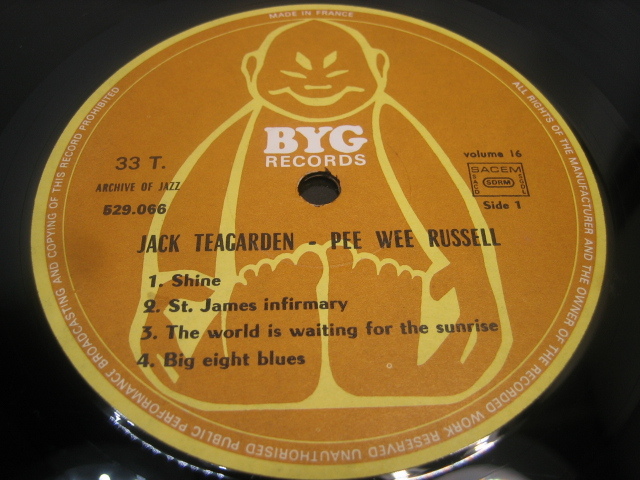 MADE IN FRANCE
BYG
RECORDS
33 T.
ARCHIVE OF JAZZ
529.066
volume 16
SACEM
SDRM
Side 1
JACK TEAGARDEN - PEE WEE RUSSELL
1. Shine
2. St. James infirmary
3. The world is waiting for the sunrise
4. Big eight blues
ALL RIGHTS OF THE MANUFACTURER AND THE OWNER OF THE RECORDED WORK RESERVED UNAUTHORISED PUBLIC PERFORMANCE BROADCASTING AND COPYING OF THIS RECORD PROHIBITED